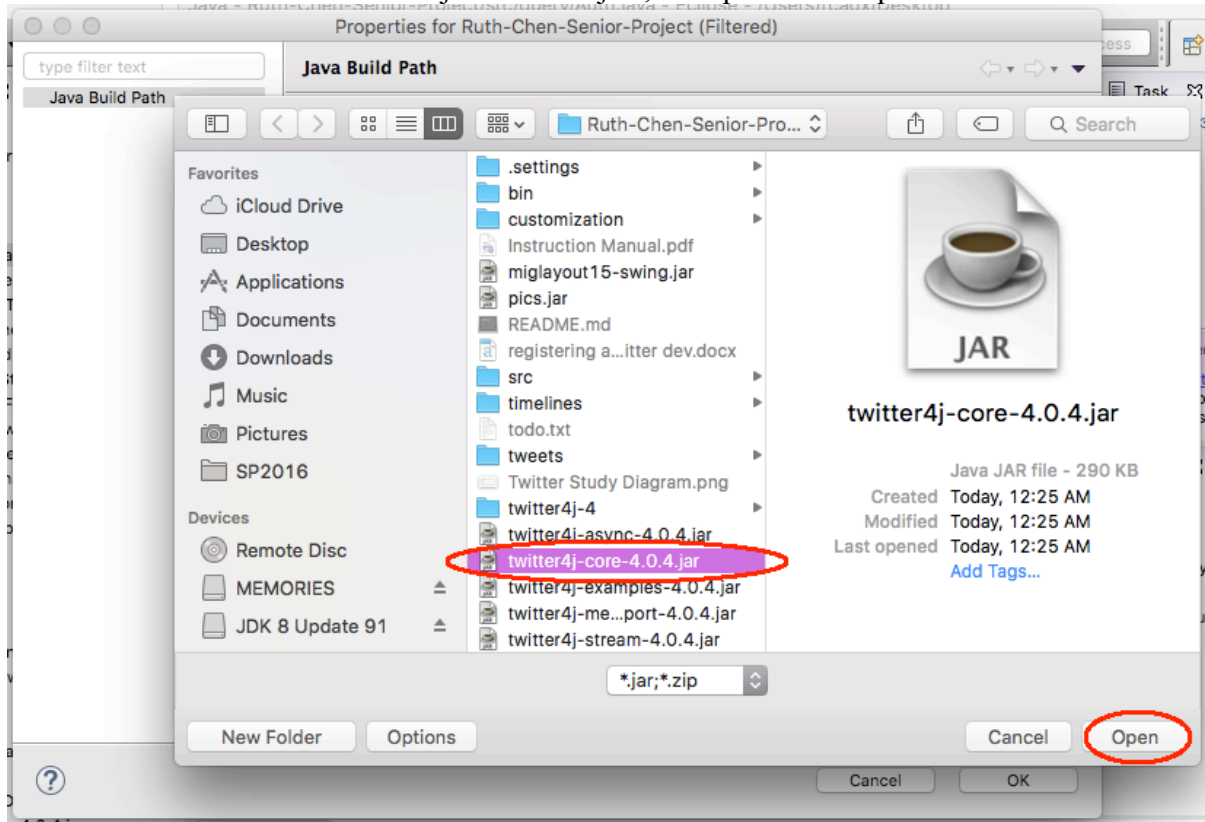 Properties for Ruth-Chen-Senior-Project (Filtered)
type filter text
Java Build Path
Java Build Path
Task
Ruth-Chen-Senior-Pro...
Search
Favorites
iCloud Drive
Desktop
Applications
Documents
Downloads
Music
Pictures
SP2016
Devices
Remote Disc
MEMORIES
JDK 8 Update 91
.settings
bin
customization
Instruction Manual.pdf
miglayout15-swing.jar
pics.jar
README.md
registering a...itter dev.docx
src
timelines
todo.txt
tweets
Twitter Study Diagram.png
twitter4j-4
twitter4j-async-4.0.4.jar
twitter4j-core-4.0.4.jar
twitter4j-examples-4.0.4.jar
twitter4j-me...port-4.0.4.jar
twitter4j-stream-4.0.4.jar
JAR
twitter4j-core-4.0.4.jar
Java JAR file - 290 KB
Created Today, 12:25 AM
Modified Today, 12:25 AM
Last opened Today, 12:25 AM
Add Tags...
*.jar;*.zip
New Folder
Options
Cancel
Open
Cancel
OK